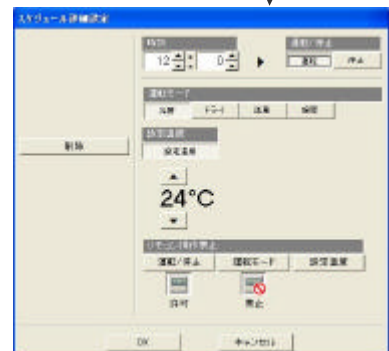 スケジュール詳細設定
時刻 運転/停止
12 : 0 運転 停止
運転モード
冷房 ドライ 送風 暖房
削除
設定温度
設定温度
24°C
リモコン操作禁止
運転/停止 運転モード 設定温度
許可 禁止
OK キャンセル